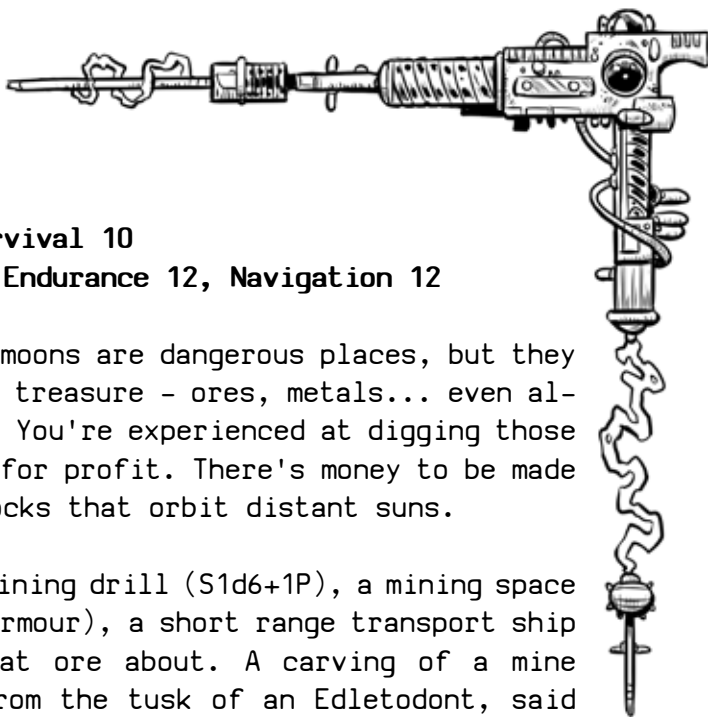 rvival 10
Endurance 12, Navigation 12
moons are dangerous places, but they
treasure – ores, metals... even al-
You're experienced at digging those
for profit. There's money to be made
ocks that orbit distant suns.
ining drill (S1d6+1P), a mining space
rmour), a short range transport ship
at ore about. A carving of a mine
rom the tusk of an Edletodont, said